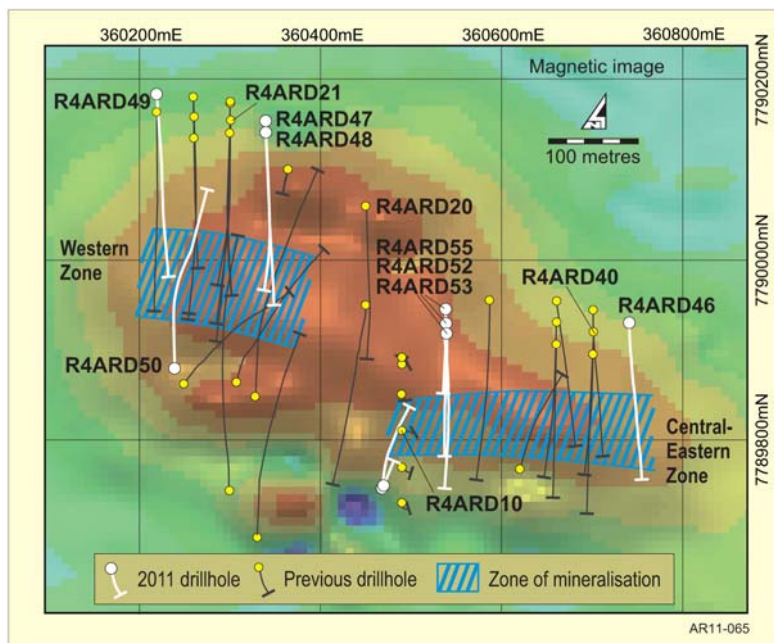 360200mE 360400mE 360600mE 360800mE
Magnetic image
7790200mN
R4ARD49
R4ARD21
R4ARD47
R4ARD48
N
100 metres
R4ARD20
Western
Zone
R4ARD55
R4ARD52
R4ARD53
R4ARD40
R4ARD46
7790000mN
R4ARD50
Central-
Eastern
Zone
R4ARD10
7789800mN
2011 drillhole Previous drillhole Zone of mineralisation
AR11-065